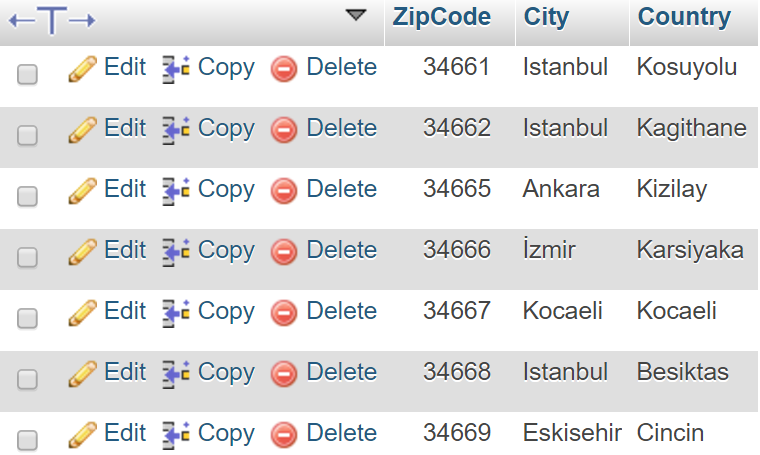 ZipCode City Country
Edit Copy Delete 34661 Istanbul Kosuyolu
Edit Copy Delete 34662 Istanbul Kagithane
Edit Copy Delete 34665 Ankara Kizilay
Edit Copy Delete 34666 İzmir Karsiyaka
Edit Copy Delete 34667 Kocaeli Kocaeli
Edit Copy Delete 34668 Istanbul Besiktas
Edit Copy Delete 34669 Eskisehir Cincin